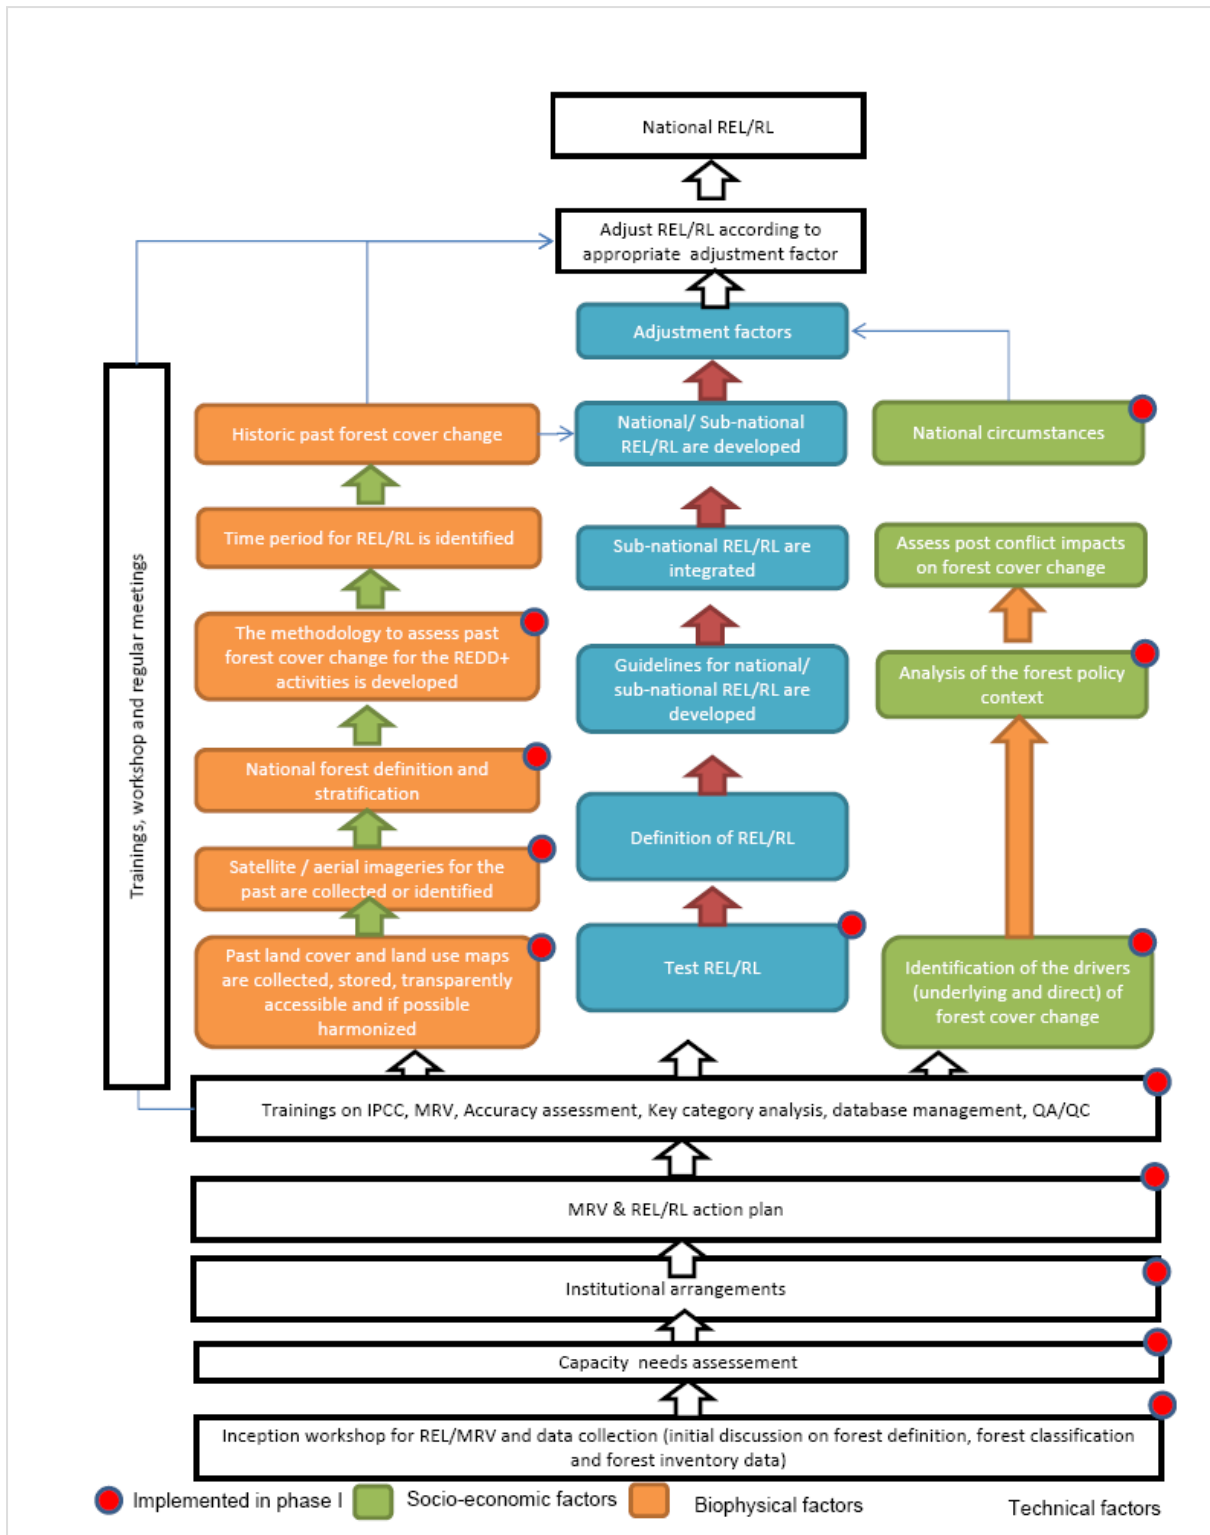 National REL/RL
Adjust REL/RL according to
appropriate adjustment factor
Adjustment factors
Trainings, workshop and regular meetings
Historic past forest cover change
National/ Sub-national
REL/RL are developed
National circumstances
Time period for REL/RL is identified
Sub-national REL/RL are
integrated
Assess post conflict impacts
on forest cover change
The methodology to assess past
forest cover change for the REDD+
activities is developed
Guidelines for national/
sub-national REL/RL are
developed
Analysis of the forest policy
context
National forest definition and
stratification
Definition of REL/RL
Satellite / aerial imageries for the
past are collected or identified
Past land cover and land use maps
are collected, stored, transparently
accessible and if possible
harmonized
Test REL/RL
Identification of the drivers
(underlying and direct) of
forest cover change
Trainings on IPCC, MRV, Accuracy assessment, Key category analysis, database management, QA/QC
MRV & REL/RL action plan
Institutional arrangements
Capacity needs assessment
Inception workshop for REL/MRV and data collection (initial discussion on forest definition, forest classification
and forest inventory data)
Implemented in phase I
Socio-economic factors
Biophysical factors
Technical factors